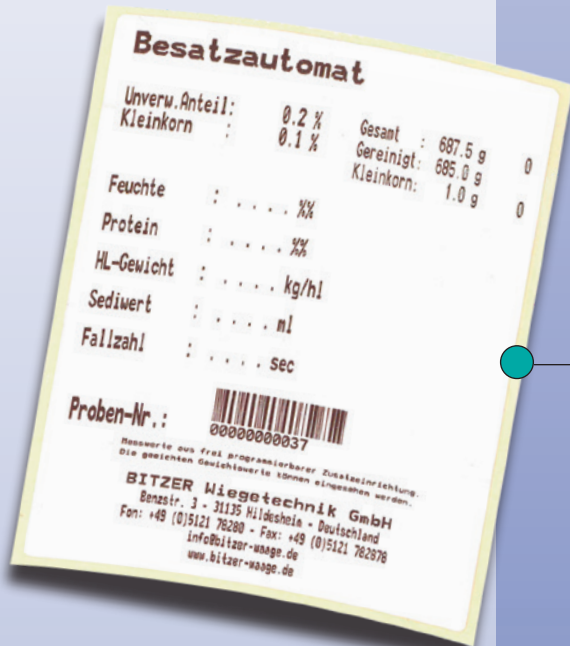 Besatzautomat
Unverw.Anteil: 0.2 % Gesamt : 687.5 g 0
Kleinkorn : 0.1 % Gereinigt: 685.0 g
Kleinkorn: 1.0 g 0
Feuchte : . . . . %%
Protein : . . . . %%
HL-Gewicht : . . . . kg/hl
Sediwert : . . . . ml
Fallzahl : . . . . sec
Proben-Nr.:
00000000037
Messwerte aus frei programmierbarer Zusatzeinrichtung.
Die geeichten Gewichtswerte können eingesehen werden.
BITZER Wiegetechnik GmbH
Benzstr. 3 - 31135 Hildesheim - Deutschland
Fon: +49 (0)5121 78280 - Fax: +49 (0)5121 782878
info@bitzer-waage.de
www.bitzer-waage.de